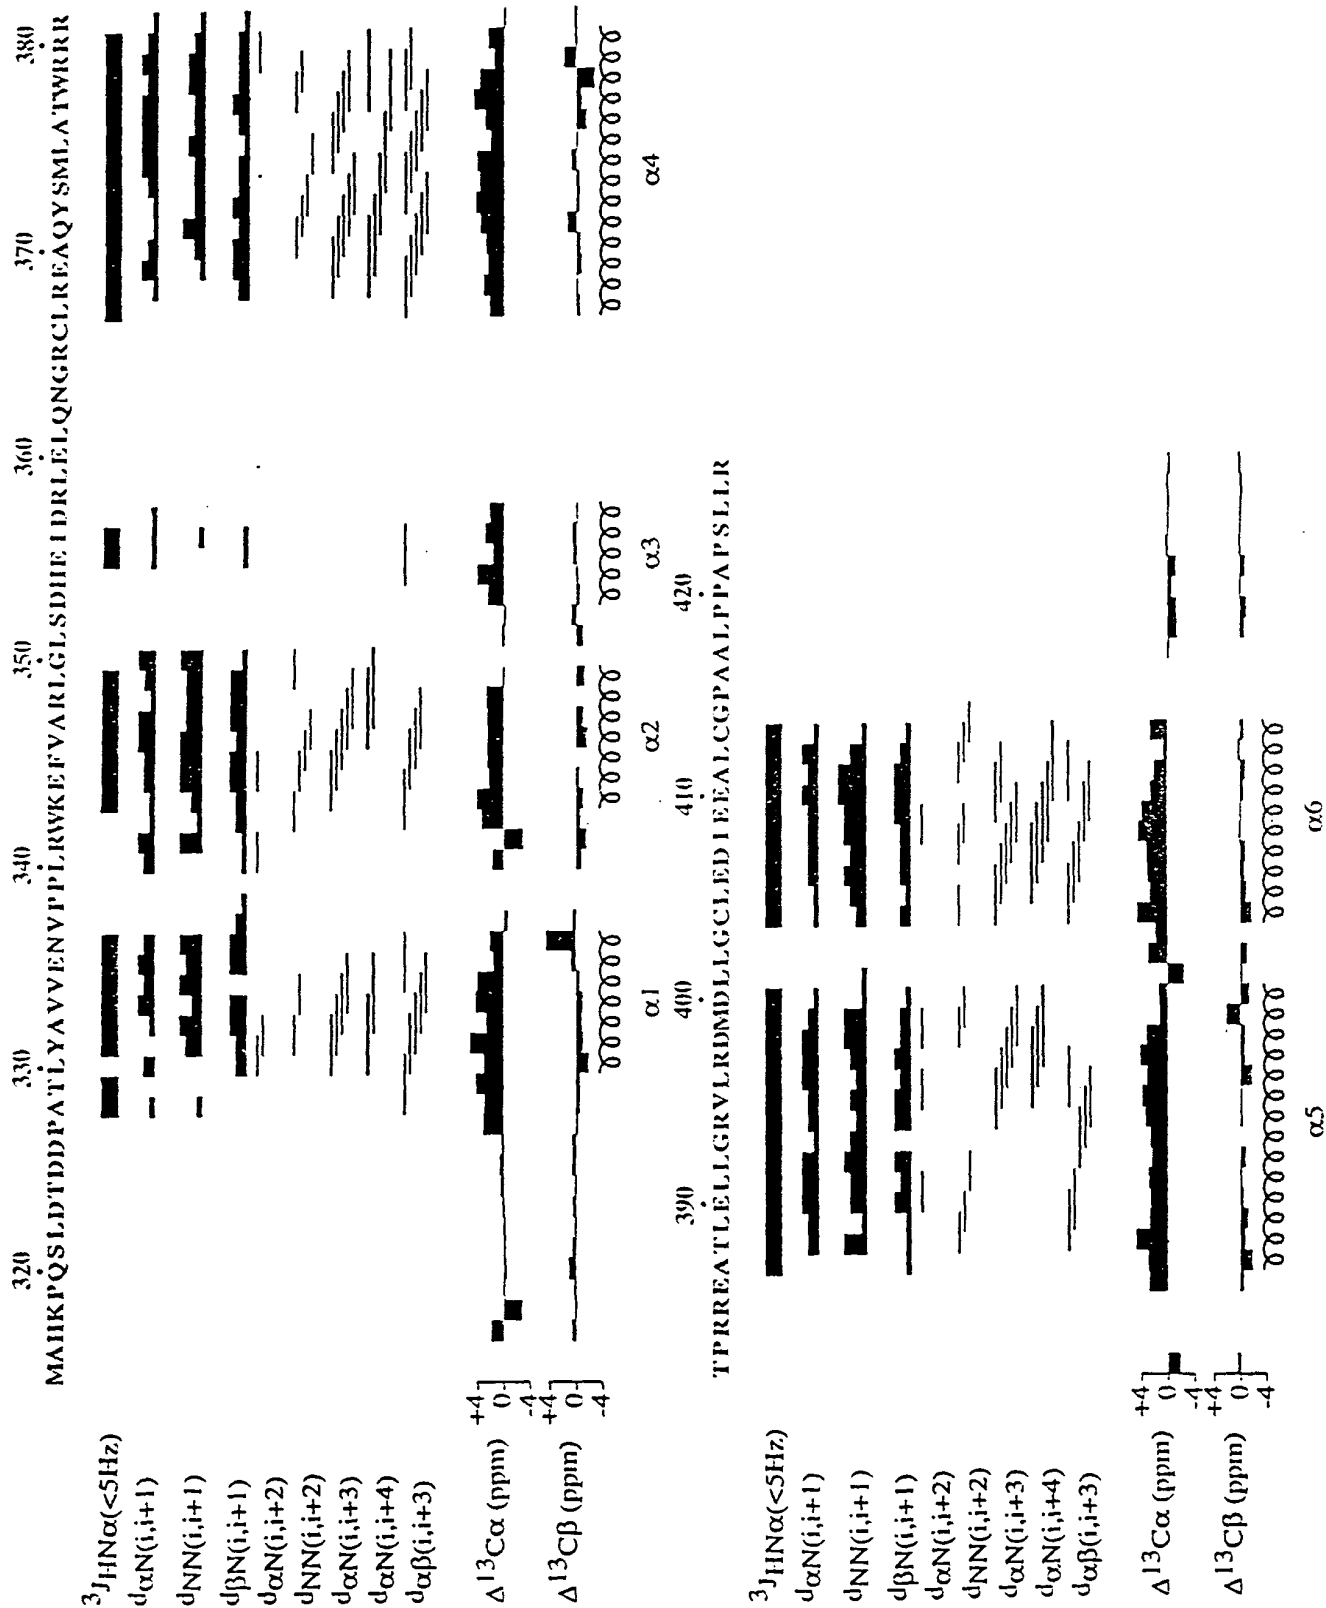 320 330 340 350 360 370 380
MAHKPQSLDTDDPATLYAVVENVPPLRWKEFVARLGLSDHEIDRLELQNGRCLREAQYSMLATWRR
³JHNα(<5Hz)
dαN(i,i+1)
dNN(i,i+1)
dβN(i,i+1)
dαN(i,i+2)
dNN(i,i+2)
dαN(i,i+3)
dαN(i,i+4)
dαβ(i,i+3)
Δ¹³Cα (ppm) +4 0 -4
Δ¹³Cβ (ppm) +4 0 -4
α1 α2 α3 α4
390 400 410 420
TPRREATLELLGRVLRDMDLLGCLEDIEEALCGPAALPPAPSLLR
³JHNα(<5Hz)
dαN(i,i+1)
dNN(i,i+1)
dβN(i,i+1)
dαN(i,i+2)
dNN(i,i+2)
dαN(i,i+3)
dαN(i,i+4)
dαβ(i,i+3)
Δ¹³Cα (ppm) +4 0 -4
Δ¹³Cβ (ppm) +4 0 -4
α5 α6